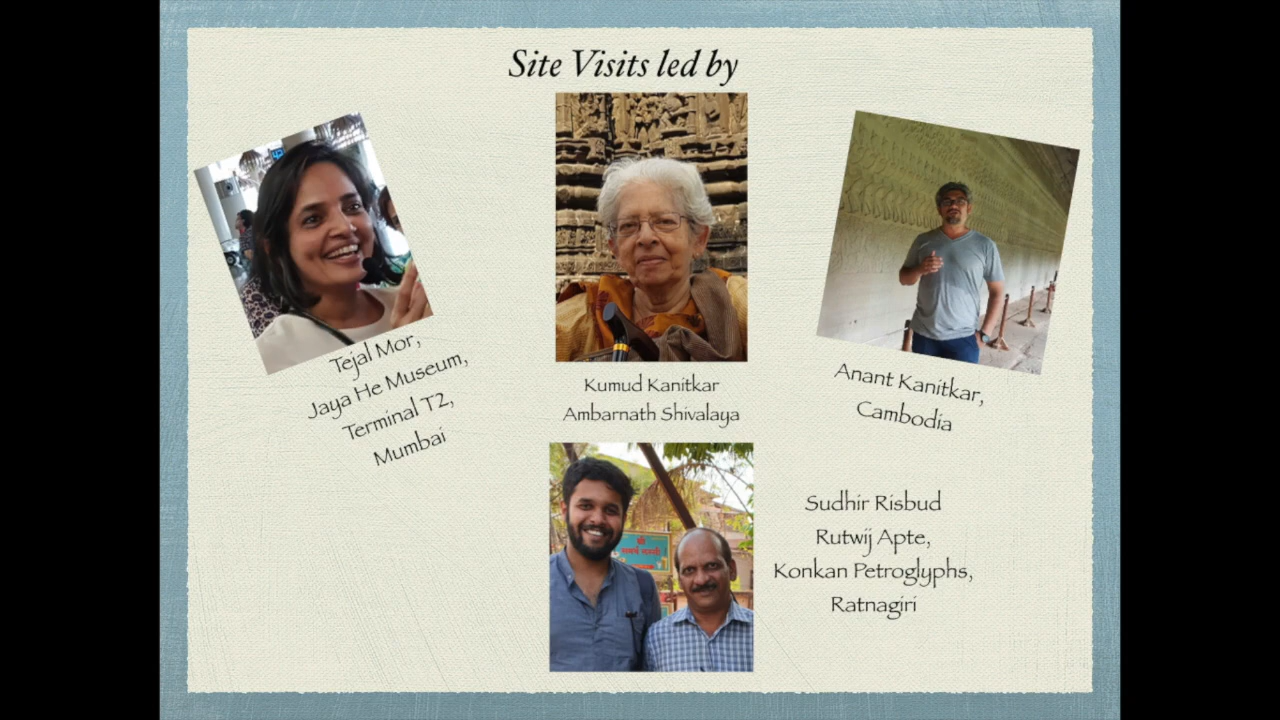 Site Visits led by
Tejal Mor,
Jaya He Museum,
Terminal T2,
Mumbai
Kumud Kanitkar
Ambarnath Shivalaya
Anant Kanitkar,
Cambodia
श्री
Sudhir Risbud
Rutwij Apte,
Konkan Petroglyphs,
Ratnagiri